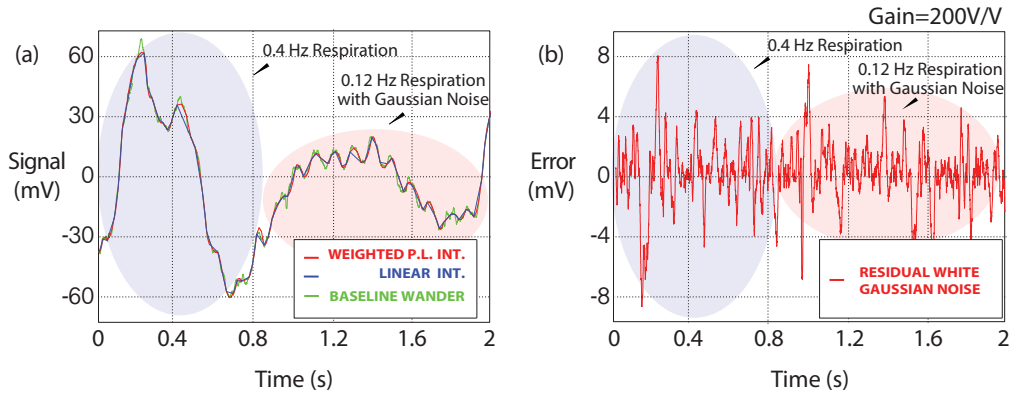 Gain=200V/V
(a)
60
30
0
-30
-60
Signal
(mV)
0.4 Hz Respiration
0.12 Hz Respiration
with Gaussian Noise
WEIGHTED P.L. INT.
LINEAR INT.
BASELINE WANDER
0
0.4
0.8
1.2
1.6
2
Time (s)
(b)
8
4
0
-4
-8
Error
(mV)
0.4 Hz Respiration
0.12 Hz Respiration
with Gaussian Noise
RESIDUAL WHITE
GAUSSIAN NOISE
0
0.4
0.8
1.2
1.6
2
Time (s)